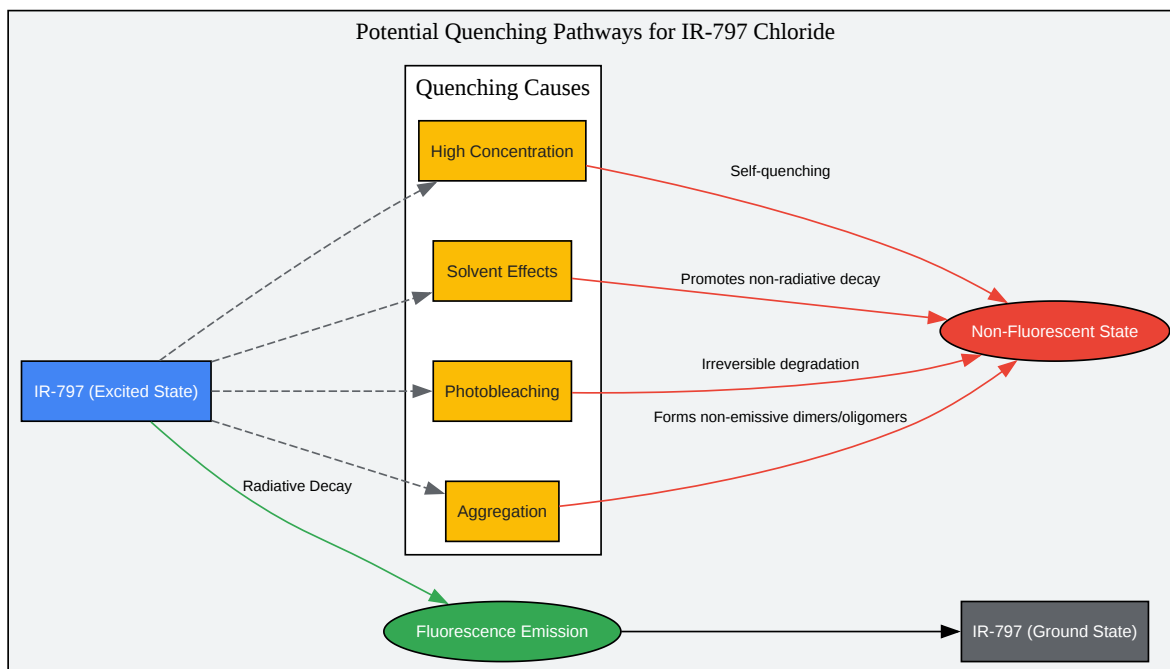 Potential Quenching Pathways for IR-797 Chloride
Quenching Causes
High Concentration
Self-quenching
Solvent Effects
Promotes non-radiative decay
Non-Fluorescent State
IR-797 (Excited State)
Photobleaching
Irreversible degradation
Forms non-emissive dimers/oligomers
Radiative Decay
Aggregation
Fluorescence Emission
IR-797 (Ground State)